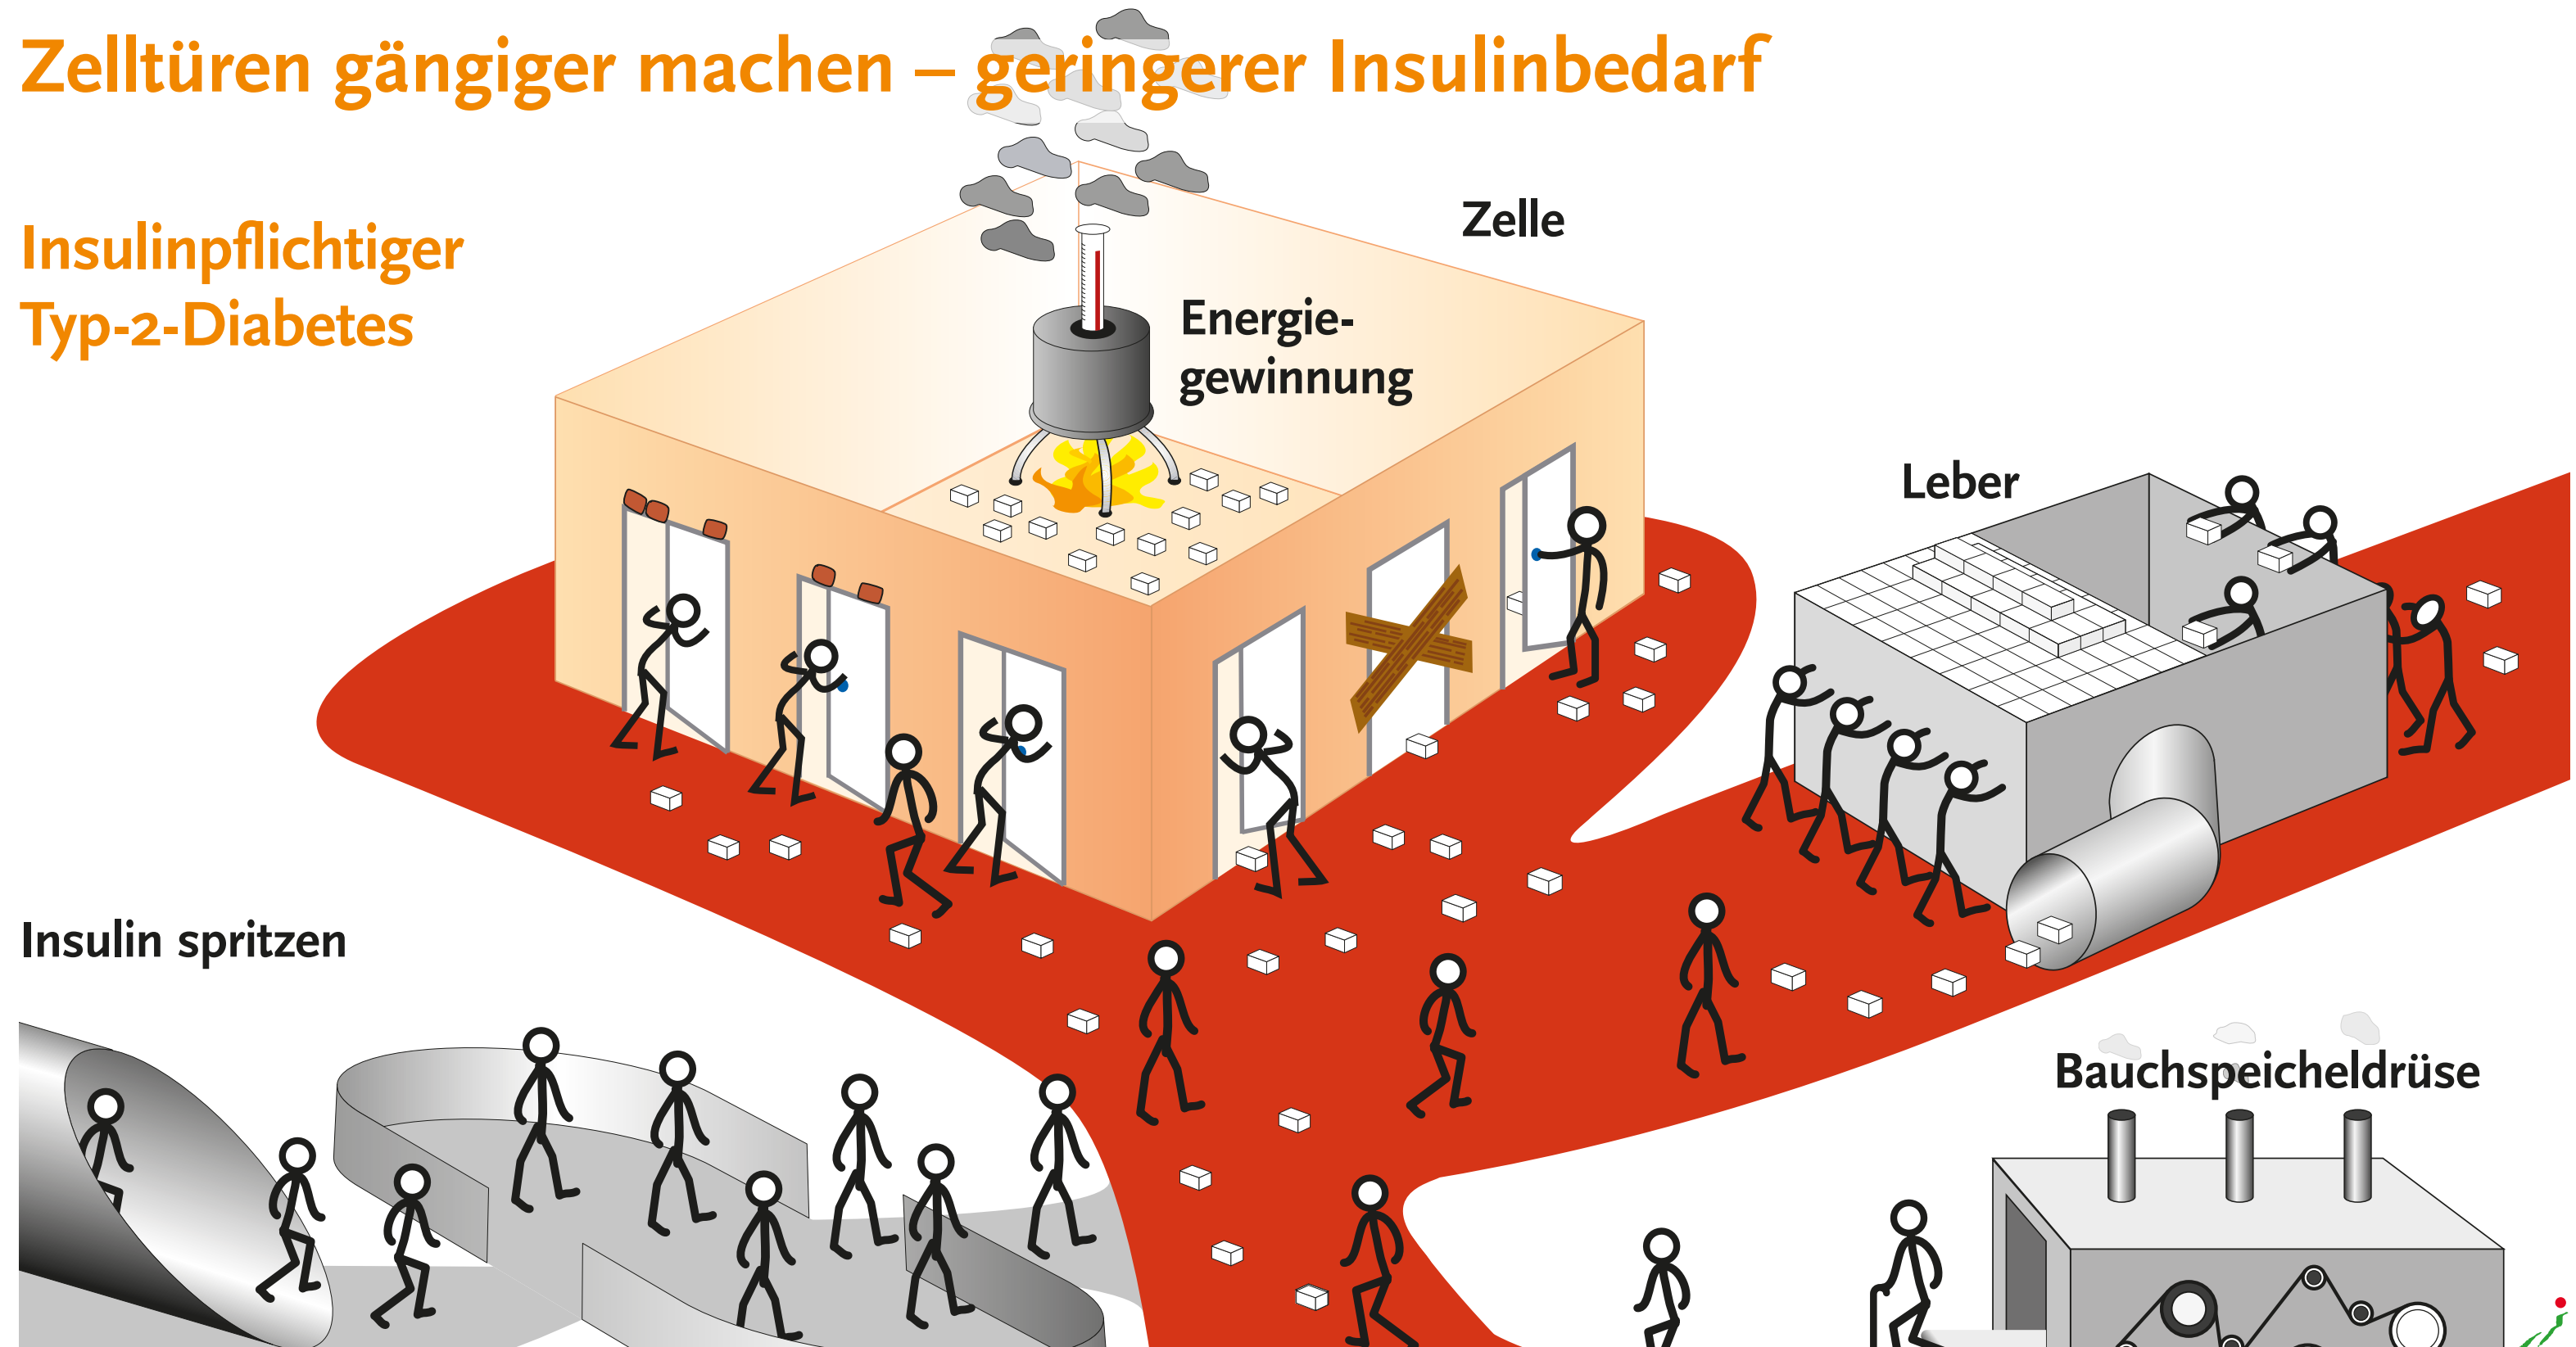 Zelltüren gängiger machen – geringerer Insulinbedarf
Insulinpflichtiger
Typ-2-Diabetes
Zelle
Energie-
gewinnung
Leber
Insulin spritzen
Bauchspeicheldrüse